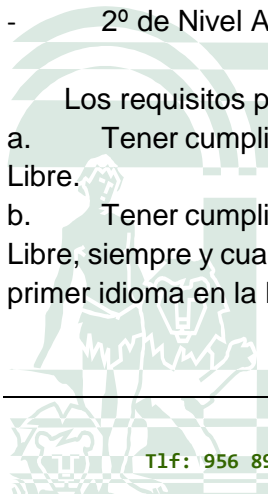 - 2º de Nivel A
Los requisitos p
a. Tener cumpli
Libre.
b. Tener cumpli
Libre, siempre y cua
primer idioma en la
Tlf: 956 89